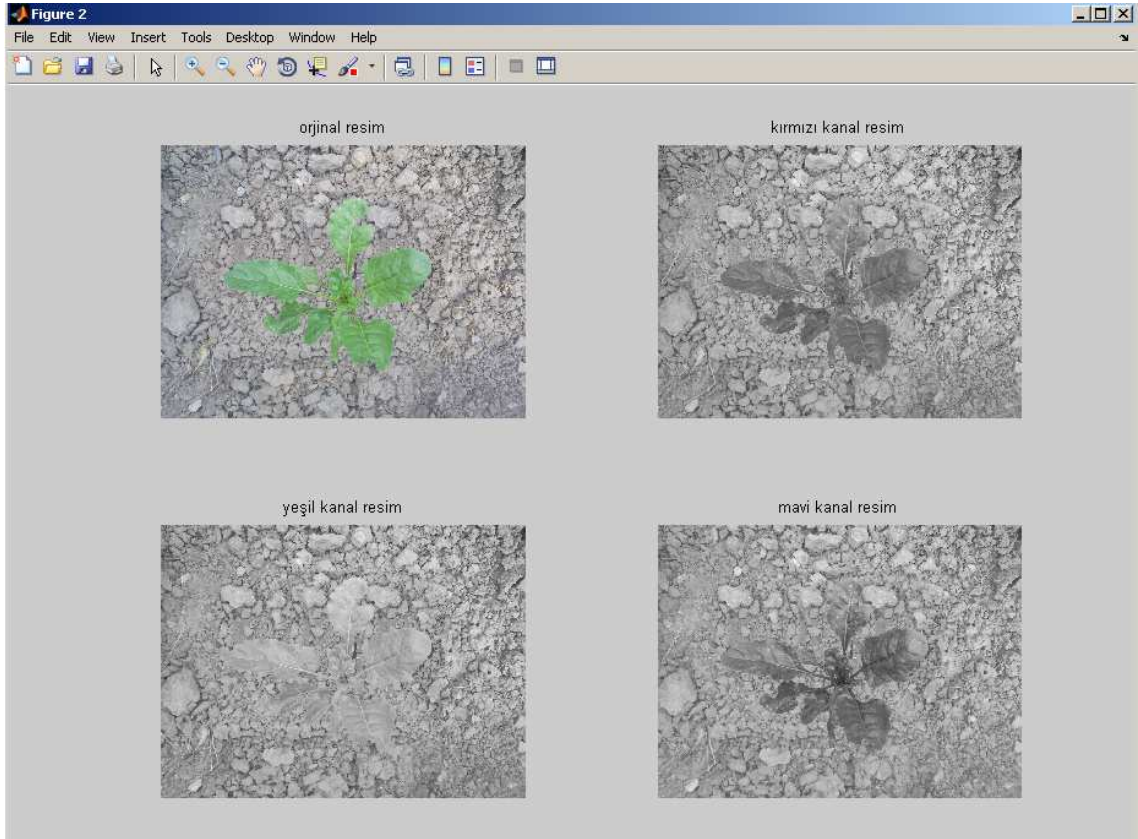 Figure 2
File Edit View Insert Tools Desktop Window Help
orjinal resim
kırmızı kanal resim
yeşil kanal resim
mavi kanal resim